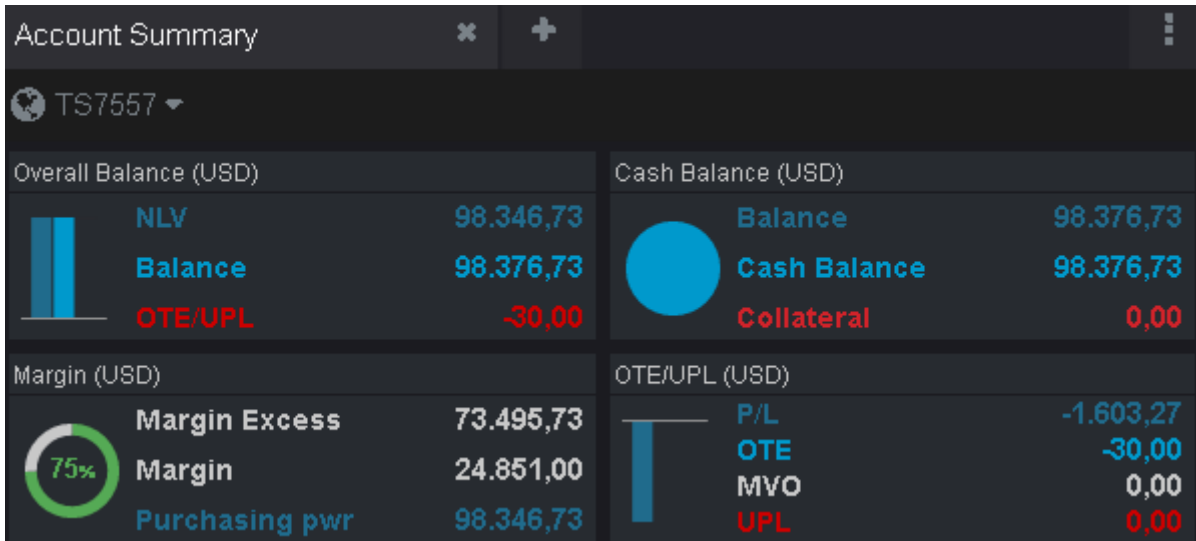 Account Summary
TS7557
Overall Balance (USD)
NLV 98.346,73
Balance 98.376,73
OTE/UPL -30,00
Cash Balance (USD)
Balance 98.376,73
Cash Balance 98.376,73
Collateral 0,00
Margin (USD)
75%
Margin Excess 73.495,73
Margin 24.851,00
Purchasing pwr 98.346,73
OTE/UPL (USD)
P/L -1.603,27
OTE -30,00
MVO 0,00
UPL 0,00